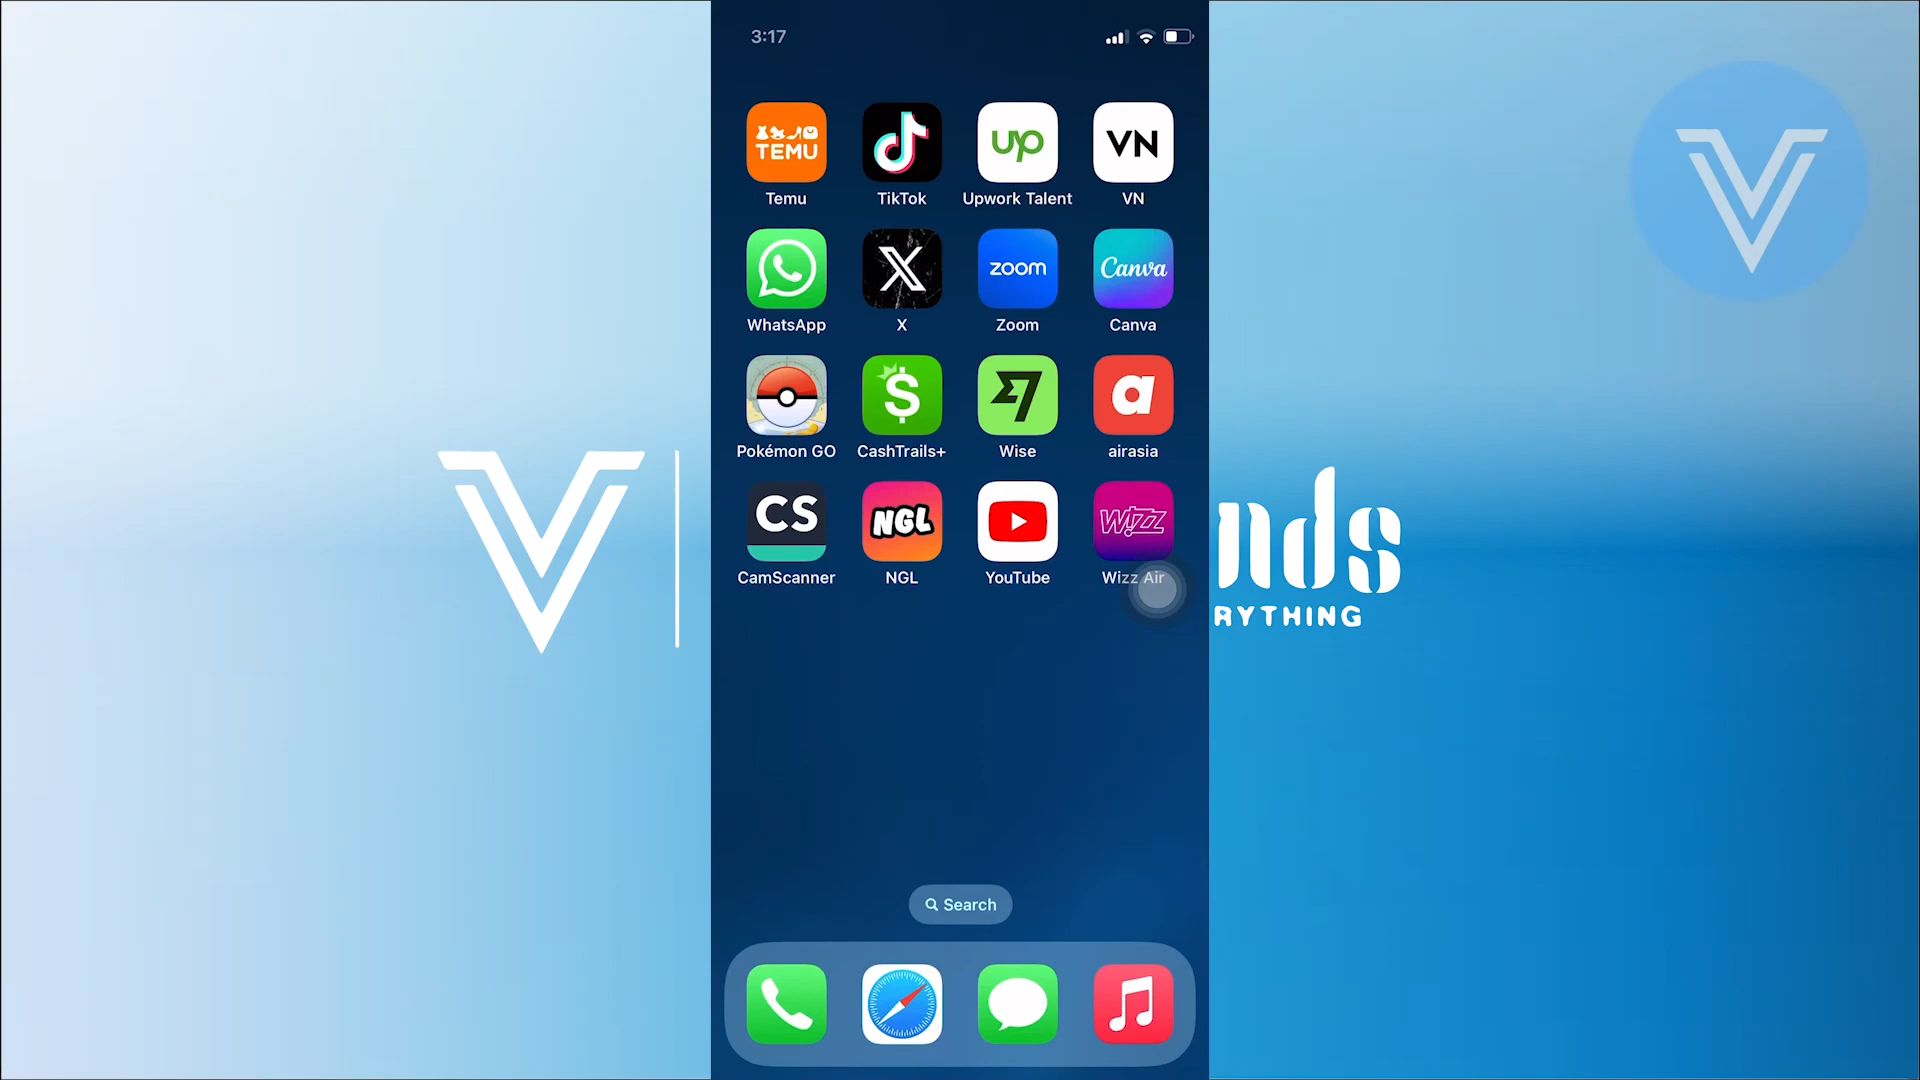 3:17
TEMU
up
VN
Temu
TikTok
Upwork Talent
VN
X
zoom
Canva
WhatsApp
X
Zoom
Canva
$
a
Pokémon GO
CashTrails+
Wise
airasia
CS
NGL
WIZZ
CamScanner
NGL
YouTube
Wizz Air
nds
RYTHING
Search